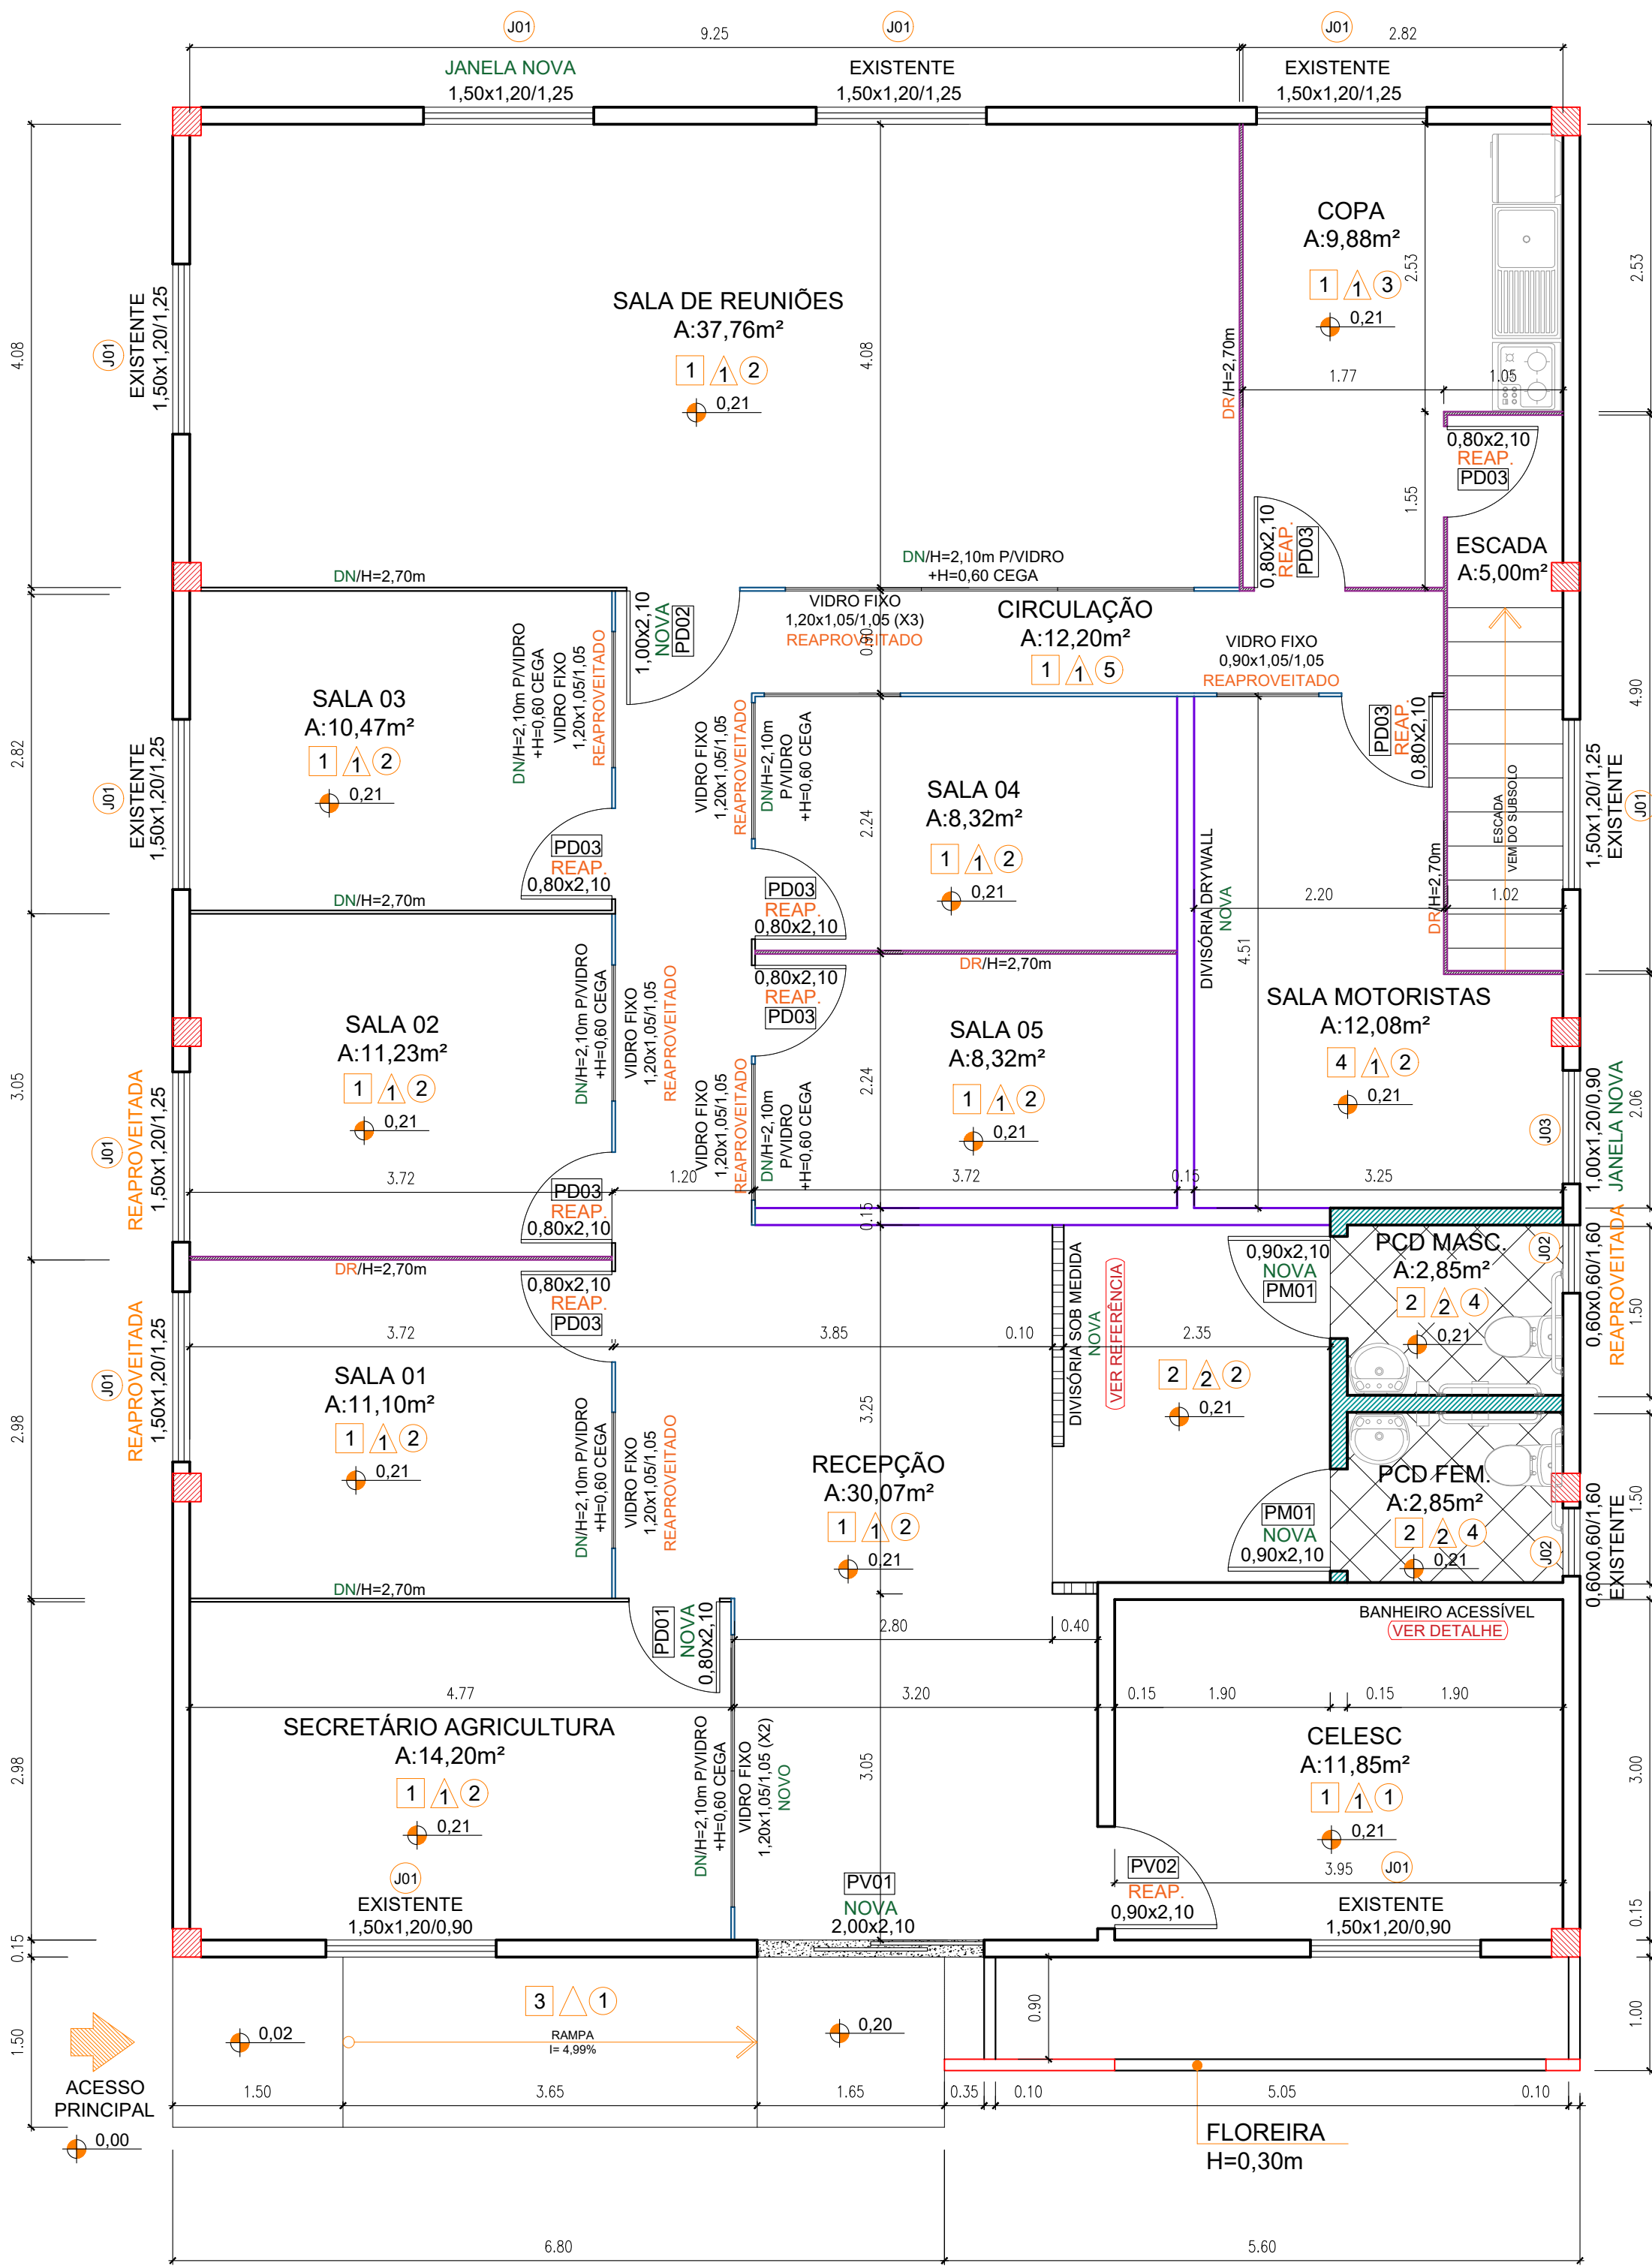 J01
J01
J01
9.25
2.82
JANELA NOVA
1,50x1,20/1,25
EXISTENTE
1,50x1,20/1,25
EXISTENTE
1,50x1,20/1,25
COPA
A:9,88m²
1 1 3
0,21
2.53
2.53
SALA DE REUNIÕES
A:37,76m²
1 1 2
0,21
4.08
4.08
J01
EXISTENTE
1,50x1,20/1,25
DR/H=2,70m
1.77
1.05
0,80x2,10
REAP.
PD03
1.55
0,80x2,10
REAP.
PD03
ESCADA
A:5,00m²
DN/H=2,70m
DN/H=2,10m P/VIDRO
+H=0,60 CEGA
VIDRO FIXO
1,20x1,05/1,05 (X3)
REAPROVEITADO
0.90
CIRCULAÇÃO
A:12,20m²
1 1 5
VIDRO FIXO
0,90x1,05/1,05
REAPROVEITADO
1,00x2,10
NOVA
PD02
DN/H=2,10m P/VIDRO
+H=0,60 CEGA
VIDRO FIXO
1,20x1,05/1,05
REAPROVEITADO
SALA 03
A:10,47m²
1 1 2
0,21
2.82
J01
EXISTENTE
1,50x1,20/1,25
PD03
REAP.
0,80x2,10
DN/H=2,70m
VIDRO FIXO
1,20x1,05/1,05
REAPROVEITADO
DN/H=2,10m
P/VIDRO
+H=0,60 CEGA
SALA 04
A:8,32m²
1 1 2
0,21
2.24
PD03
REAP.
0,80x2,10
PD03
REAP.
0,80x2,10
4.90
ESCADA
VEM DO SUBSOLO
1,50x1,20/1,25
EXISTENTE
J01
DIVISÓRIA DRYWALL
NOVA
2.20
1.02
DR/H=2,70m
4.51
DR/H=2,70m
0,80x2,10
REAP.
PD03
SALA 02
A:11,23m²
1 1 2
0,21
3.05
J01
REAPROVEITADA
1,50x1,20/1,25
DN/H=2,10m P/VIDRO
+H=0,60 CEGA
VIDRO FIXO
1,20x1,05/1,05
REAPROVEITADO
SALA 05
A:8,32m²
1 1 2
0,21
2.24
VIDRO FIXO
1,20x1,05/1,05
REAPROVEITADO
DN/H=2,10m
P/VIDRO
+H=0,60 CEGA
SALA MOTORISTAS
A:12,08m²
4 1 2
0,21
J03
1,00x1,20/0,90
JANELA NOVA
2.06
3.72
1.20
3.72
0.15
3.25
PD03
REAP.
0,80x2,10
0.15
DR/H=2,70m
0,80x2,10
REAP.
PD03
DIVISÓRIA SOB MEDIDA
NOVA
VER REFERÊNCIA
0,90x2,10
NOVA
PM01
PCD MASC.
A:2,85m²
2 2 4
0,21
J02
0,60x0,60/1,60
REAPROVEITADA
1.50
3.72
3.85
0.10
2.35
J01
REAPROVEITADA
1,50x1,20/1,25
2.98
SALA 01
A:11,10m²
1 1 2
0,21
DN/H=2,10m P/VIDRO
+H=0,60 CEGA
VIDRO FIXO
1,20x1,05/1,05
REAPROVEITADO
3.25
2 2 2
0,21
RECEPÇÃO
A:30,07m²
1 1 2
0,21
PCD FEM.
A:2,85m²
2 2 4
0,21
J02
0,60x0,60/1,60
EXISTENTE
1.50
PM01
NOVA
0,90x2,10
DN/H=2,70m
PD01
NOVA
0,80x2,10
2.80
0.40
BANHEIRO ACESSÍVEL
VER DETALHE
4.77
3.20
0.15
1.90
0.15
1.90
SECRETÁRIO AGRICULTURA
A:14,20m²
1 1 2
0,21
2.98
DN/H=2,10m P/VIDRO
+H=0,60 CEGA
VIDRO FIXO
1,20x1,05/1,05 (X2)
NOVO
3.05
CELESC
A:11,85m²
1 1 1
0,21
3.00
3.95
J01
J01
EXISTENTE
1,50x1,20/0,90
PV01
NOVA
2,00x2,10
PV02
REAP.
0,90x2,10
EXISTENTE
1,50x1,20/0,90
0.15
0.15
3 1
0,02
RAMPA
I= 4,99%
0,20
0.90
1.00
1.50
ACESSO
PRINCIPAL
0,00
1.50
3.65
1.65
0.35
0.10
5.05
0.10
FLOREIRA
H=0,30m
6.80
5.60